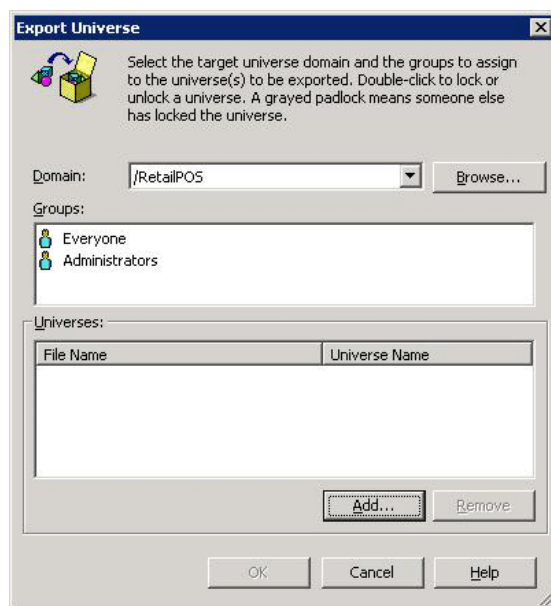 Export Universe
Select the target universe domain and the groups to assign
to the universe(s) to be exported. Double-click to lock or
unlock a universe. A grayed padlock means someone else
has locked the universe.
Domain: /RetailPOS Browse...
Groups:
Everyone
Administrators
Universes:
File Name Universe Name
Add... Remove
OK Cancel Help